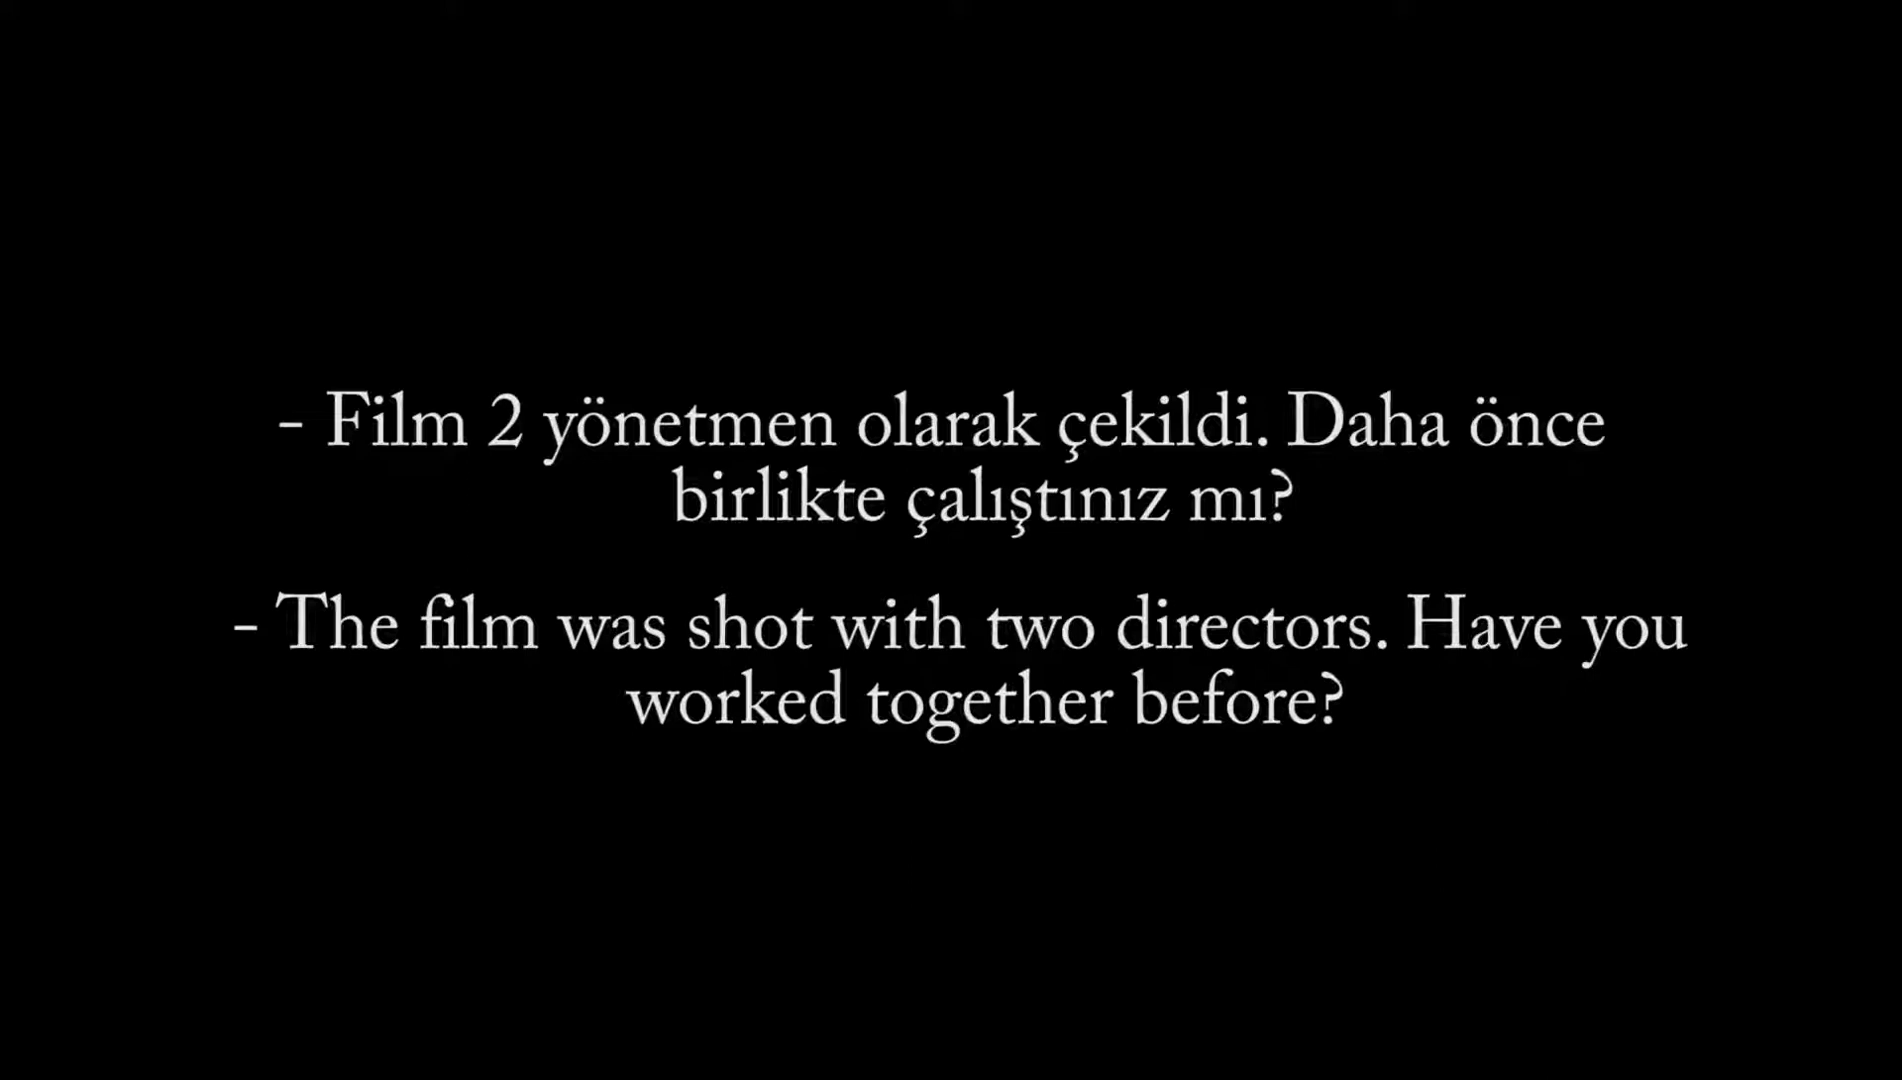 - Film 2 yönetmen olarak çekildi. Daha önce
birlikte çalıştınız mı?
- The film was shot with two directors. Have you
worked together before?